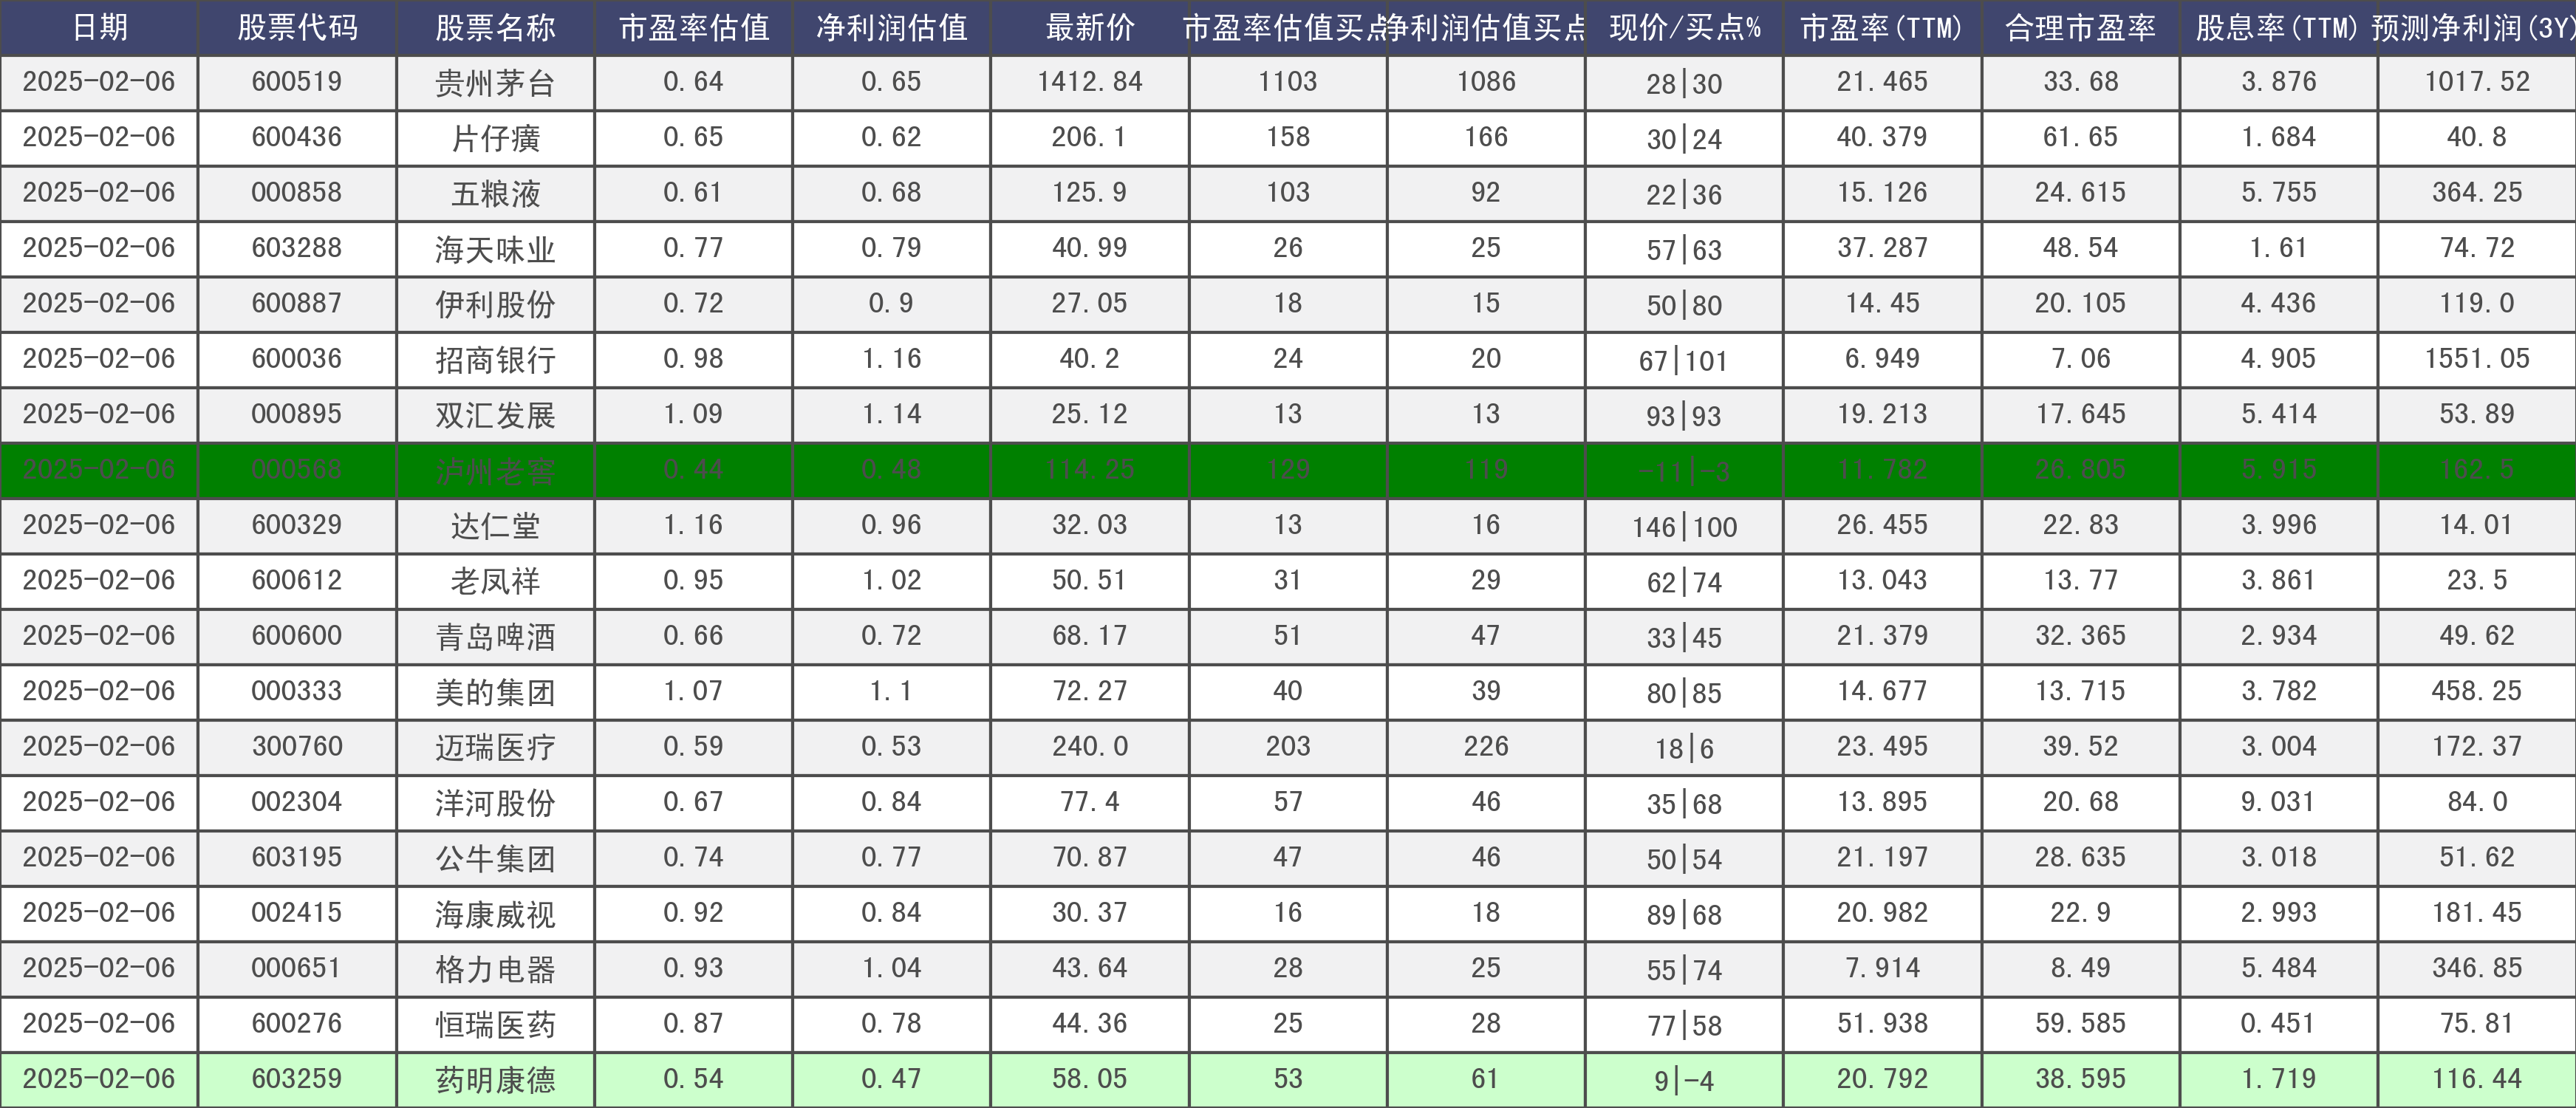 日期 股票代码 股票名称 市盈率估值 净利润估值 最新价 市盈率估值买点 净利润估值买点 现价/买点% 市盈率(TTM) 合理市盈率 股息率(TTM) 预测净利润(3Y)
2025-02-06 600519 贵州茅台 0.64 0.65 1412.84 1103 1086 28|30 21.465 33.68 3.876 1017.52
2025-02-06 600436 片仔癀 0.65 0.62 206.1 158 166 30|24 40.379 61.65 1.684 40.8
2025-02-06 000858 五粮液 0.61 0.68 125.9 103 92 22|36 15.126 24.615 5.755 364.25
2025-02-06 603288 海天味业 0.77 0.79 40.99 26 25 57|63 37.287 48.54 1.61 74.72
2025-02-06 600887 伊利股份 0.72 0.9 27.05 18 15 50|80 14.45 20.105 4.436 119.0
2025-02-06 600036 招商银行 0.98 1.16 40.2 24 20 67|101 6.949 7.06 4.905 1551.05
2025-02-06 000895 双汇发展 1.09 1.14 25.12 13 13 93|93 19.213 17.645 5.414 53.89
2025-02-06 000568 泸州老窖 0.44 0.48 114.25 129 119 -11|-3 11.782 26.805 5.915 162.5
2025-02-06 600329 达仁堂 1.16 0.96 32.03 13 16 146|100 26.455 22.83 3.996 14.01
2025-02-06 600612 老凤祥 0.95 1.02 50.51 31 29 62|74 13.043 13.77 3.861 23.5
2025-02-06 600600 青岛啤酒 0.66 0.72 68.17 51 47 33|45 21.379 32.365 2.934 49.62
2025-02-06 000333 美的集团 1.07 1.1 72.27 40 39 80|85 14.677 13.715 3.782 458.25
2025-02-06 300760 迈瑞医疗 0.59 0.53 240.0 203 226 18|6 23.495 39.52 3.004 172.37
2025-02-06 002304 洋河股份 0.67 0.84 77.4 57 46 35|68 13.895 20.68 9.031 84.0
2025-02-06 603195 公牛集团 0.74 0.77 70.87 47 46 50|54 21.197 28.635 3.018 51.62
2025-02-06 002415 海康威视 0.92 0.84 30.37 16 18 89|68 20.982 22.9 2.993 181.45
2025-02-06 000651 格力电器 0.93 1.04 43.64 28 25 55|74 7.914 8.49 5.484 346.85
2025-02-06 600276 恒瑞医药 0.87 0.78 44.36 25 28 77|58 51.938 59.585 0.451 75.81
2025-02-06 603259 药明康德 0.54 0.47 58.05 53 61 9|-4 20.792 38.595 1.719 116.44